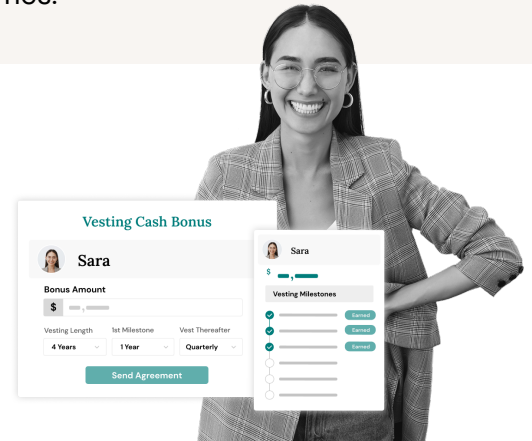 Vesting Cash Bonus
Sara
Bonus Amount
$
Vesting Length 1st Milestone Vest Thereafter
4 Years 1 Year Quarterly
Send Agreement
Sara
$
Vesting Milestones
Earned
Earned
Earned